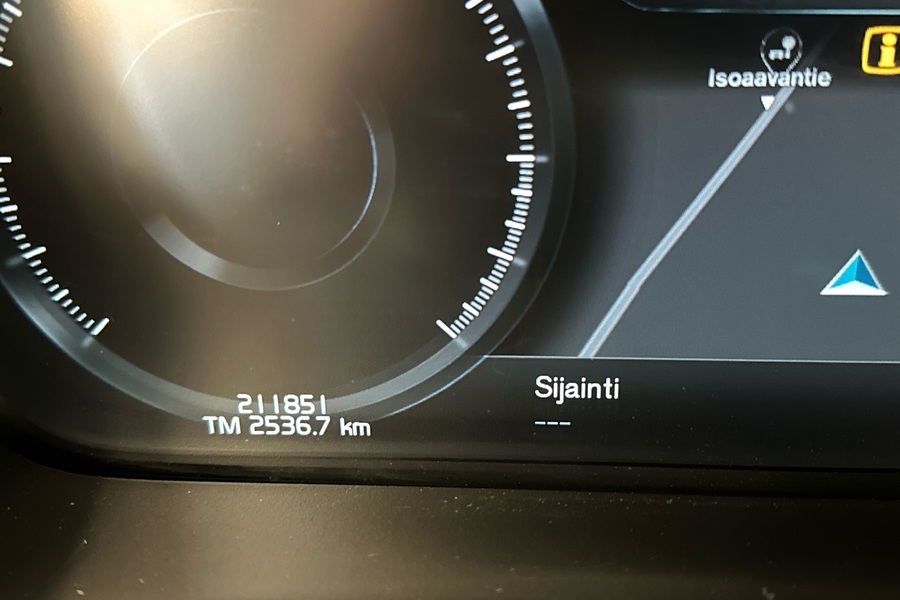 Isoaavantie
i
211851
TM 2536.7 km
Sijainti
---